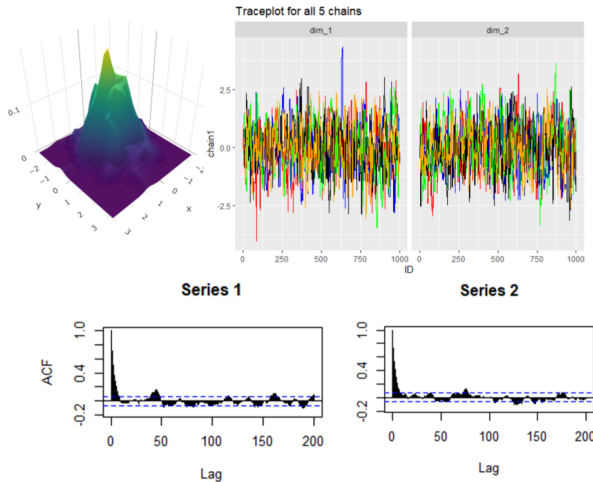 Traceplot for all 5 chains
dim_1
dim_2
0.1
0
-2
-1
0
1
2
3
y
3
2
1
0
-1
x
chain1
2.5
0.0
-2.5
0 250 500 750 1000
0 250 500 750 1000
ID
Series 1
Series 2
ACF
1.0
0.4
-0.2
0 50 100 150 200
Lag
1.0
0.4
-0.2
0 50 100 200
Lag